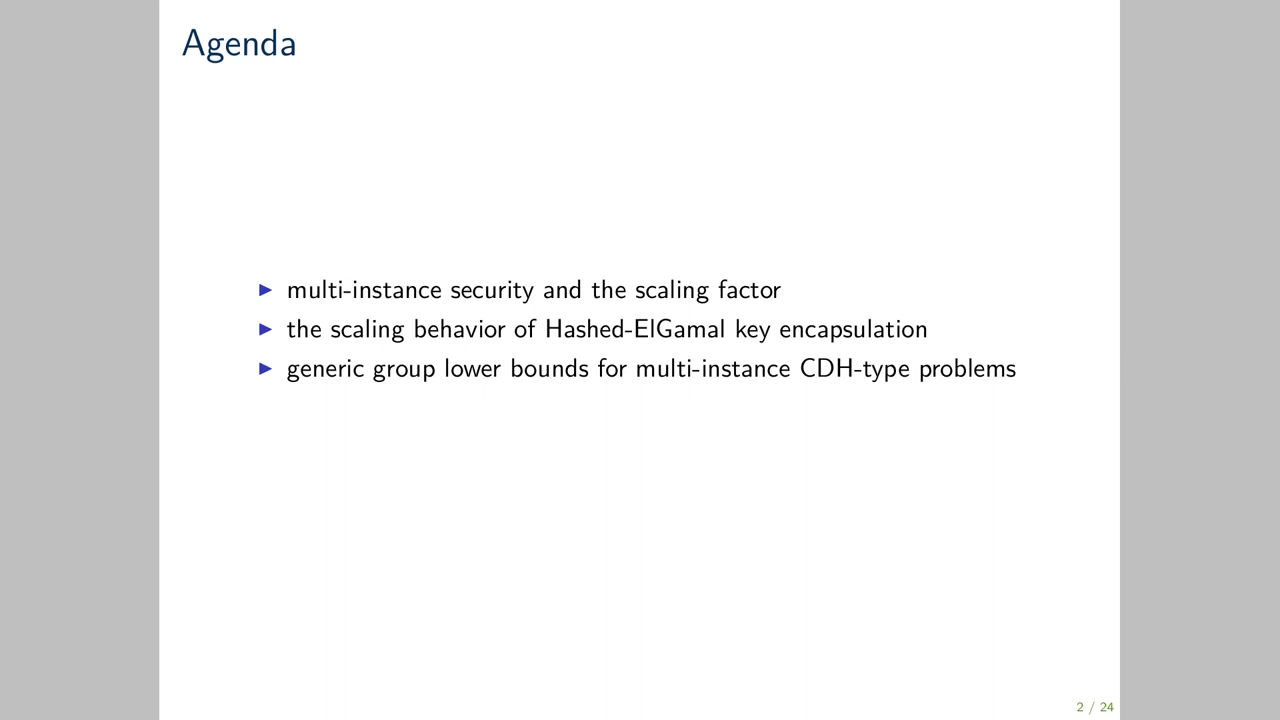 Agenda
▶ multi-instance security and the scaling factor
▶ the scaling behavior of Hashed-ElGamal key encapsulation
▶ generic group lower bounds for multi-instance CDH-type problems
2 / 24